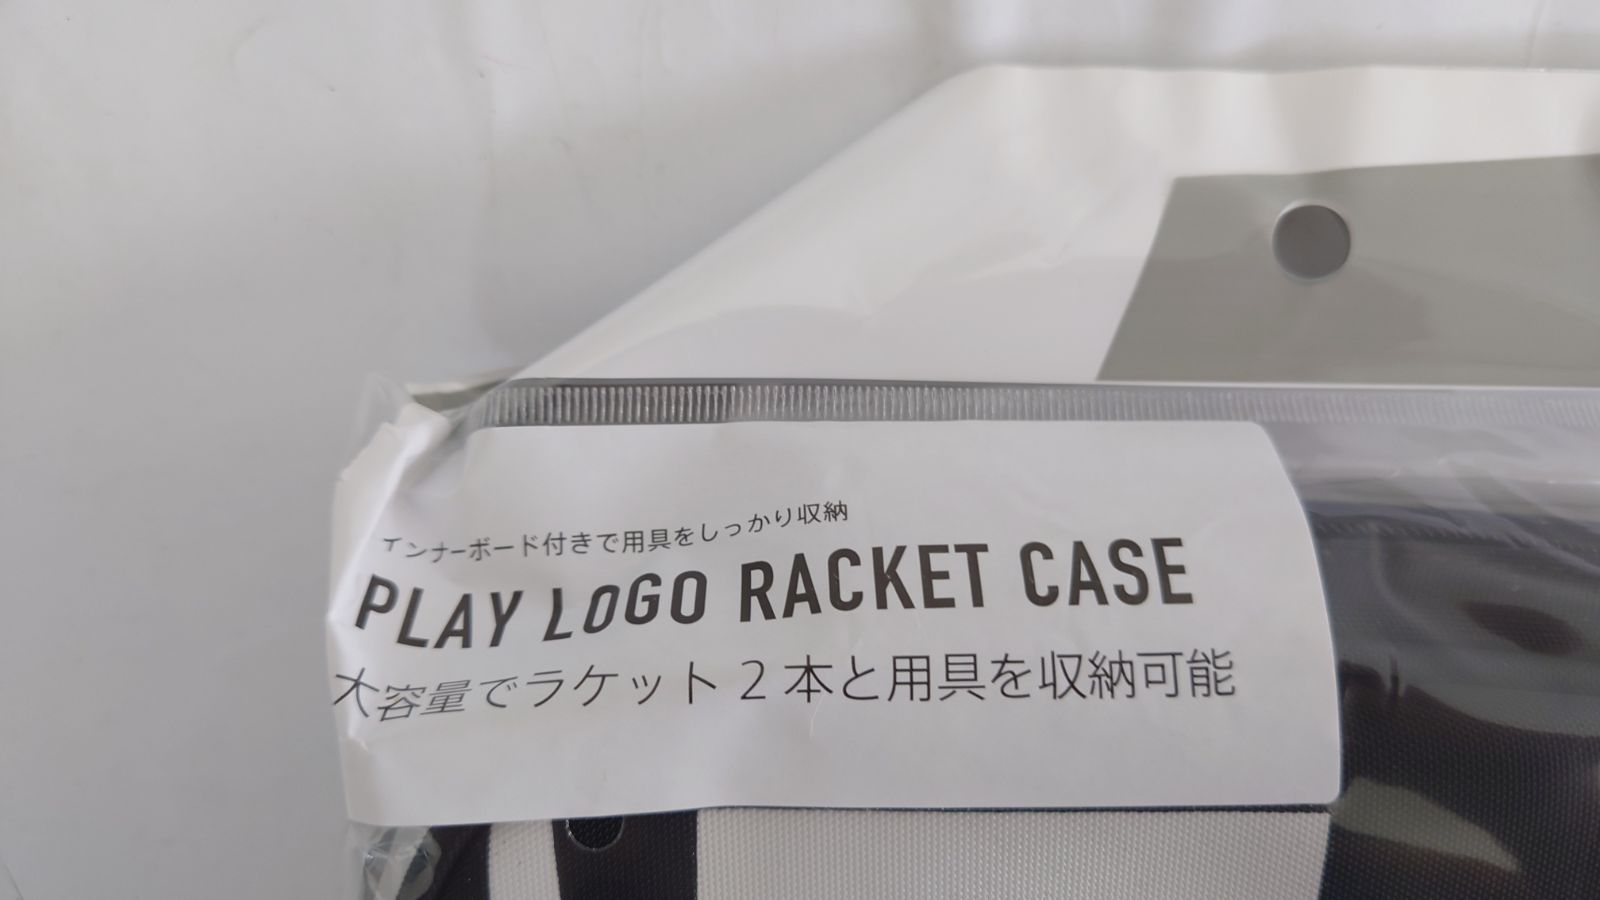 インナーボード付きで用具をしっかり収納
PLAY LOGO RACKET CASE
大容量でラケット2本と用具を収納可能